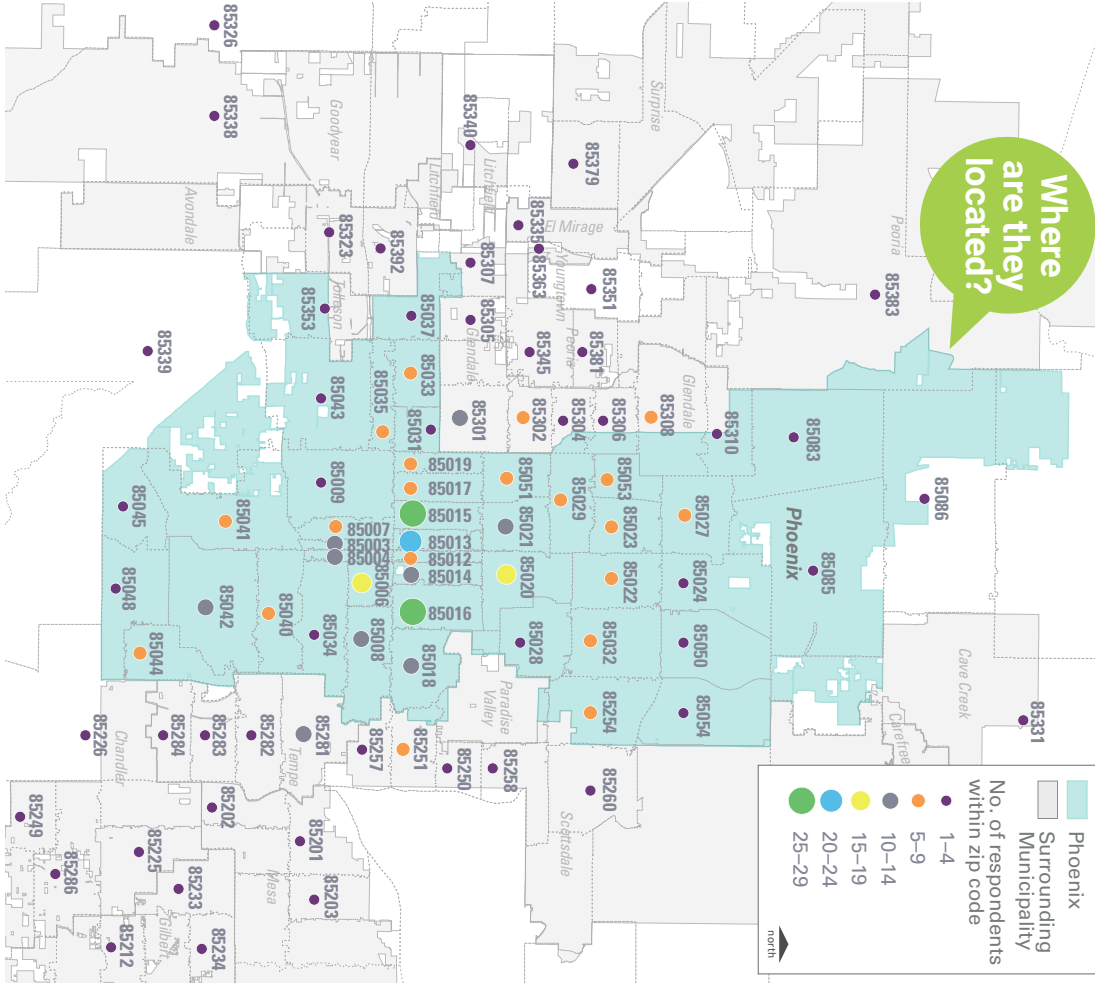 Where
are they
located?
Phoenix
Surrounding
Municipality
No. of respondents
within zip code
1–4
5–9
10–14
15–19
20–24
25–29
north
85331
Cave Creek
Carefree
85086
85383
Peoria
Phoenix
85083
85085
85310
Glendale
85308
85027
85024
85050
85054
Surprise
85379
El Mirage
85335
85363
Youngtown
85351
85381
Peoria
85345
85306
85304
85302
85053
85029
85023
85022
85032
85254
85260
Scottsdale
85051
85021
85020
85028
Paradise
Valley
85258
85250
85340
Litchfield
Litchfield
85307
85305
Glendale
85301
85392
85037
85033
85035
85031
85019
85017
85015
85013
85012
85014
85016
85018
85251
85257
85006
85008
Goodyear
85323
Tolleson
85353
85043
85009
85007
85003
85004
85034
85281
Tempe
85326
85338
Avondale
85339
85041
85042
85040
85282
85283
85284
85045
85048
85044
85226
Chandler
85202
85201
85203
Mesa
85225
85233
85234
Gilbert
85249
85286
85212